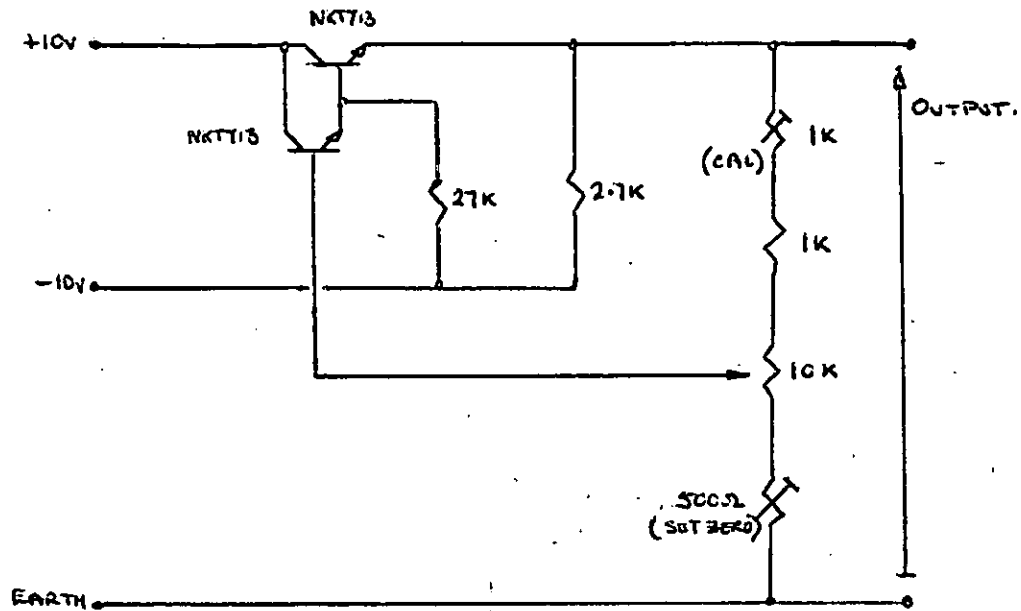 NKT713
+10V
OUTPUT.
1K
(CAL)
NKT713
27K
2.7K
1K
-10V
10K
500Ω
(SET ZERO)
EARTH